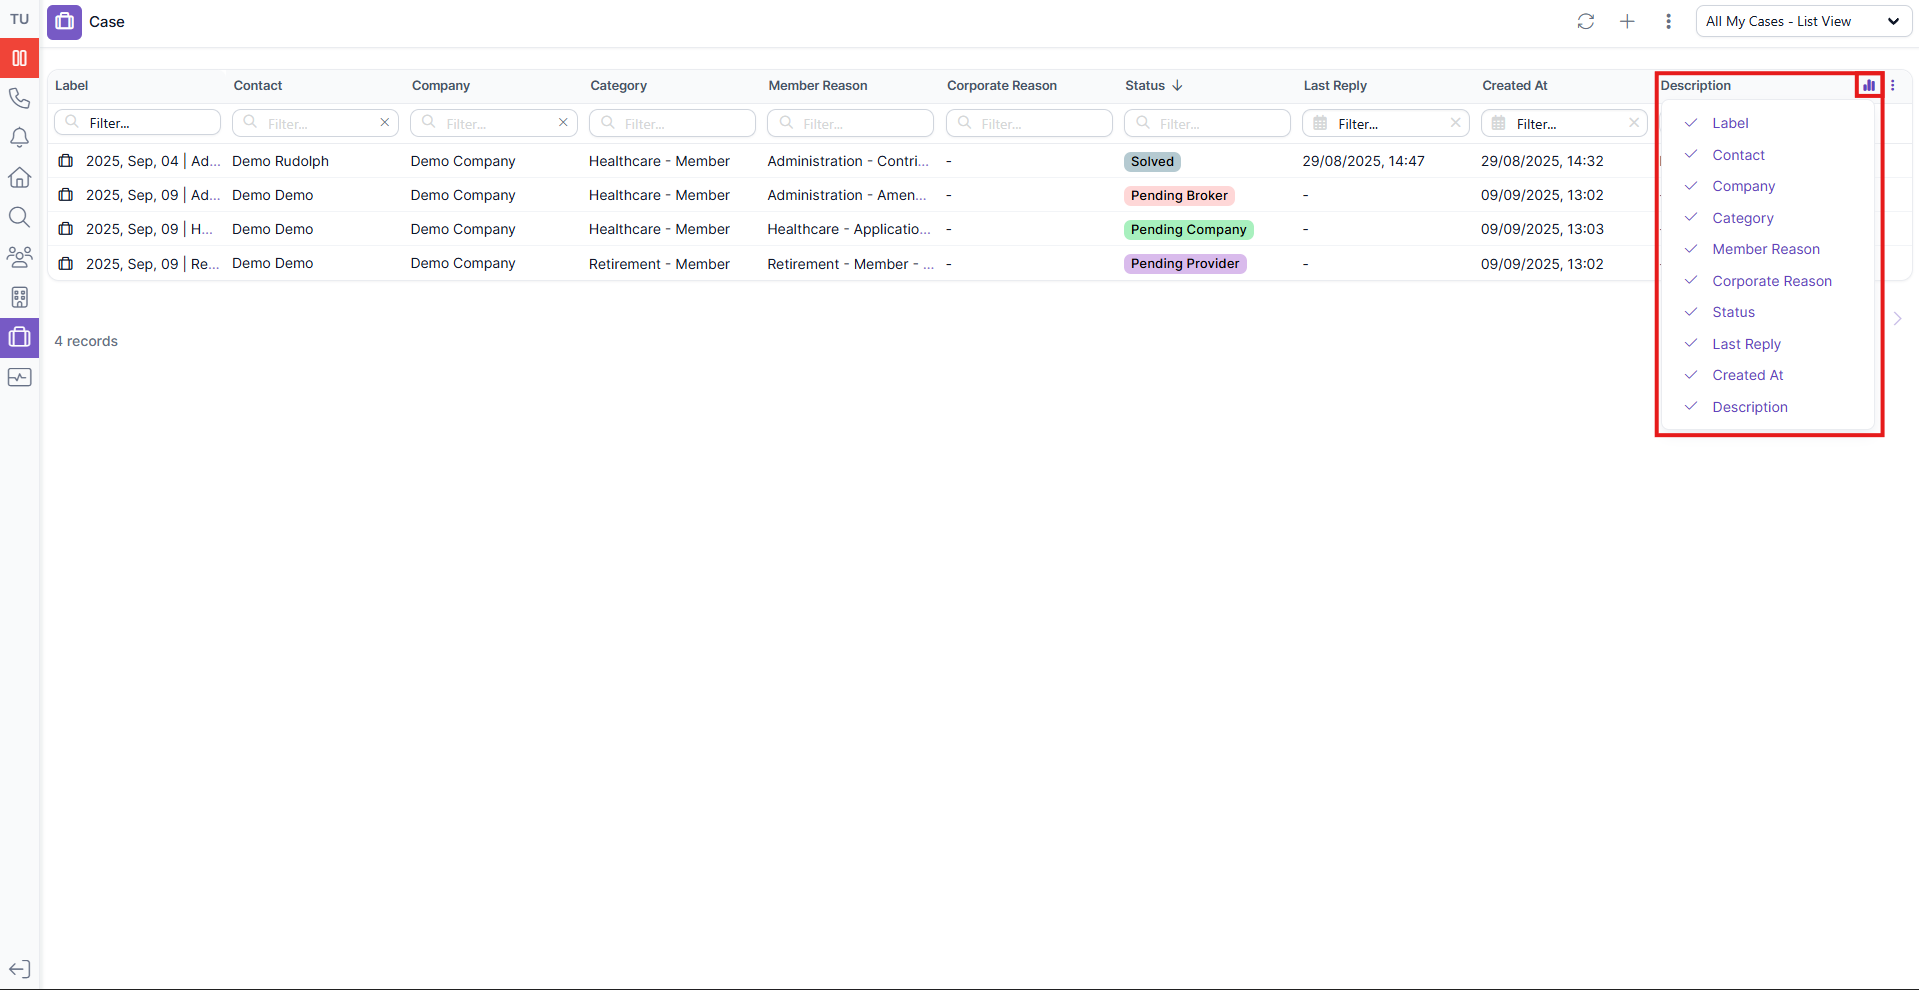 TU
Case
All My Cases - List View
Label Contact Company Category Member Reason Corporate Reason Status Last Reply Created At Description
Filter... Filter... Filter... Filter... Filter... Filter... Filter... Filter... Filter...
2025, Sep, 04 | Ad... Demo Rudolph Demo Company Healthcare - Member Administration - Contri... - Solved 29/08/2025, 14:47 29/08/2025, 14:32
2025, Sep, 09 | Ad... Demo Demo Demo Company Healthcare - Member Administration - Amen... - Pending Broker - 09/09/2025, 13:02
2025, Sep, 09 | H... Demo Demo Demo Company Healthcare - Member Healthcare - Applicatio... - Pending Company - 09/09/2025, 13:03
2025, Sep, 09 | Re... Demo Demo Demo Company Retirement - Member Retirement - Member - ... - Pending Provider - 09/09/2025, 13:02
4 records
Label
Contact
Company
Category
Member Reason
Corporate Reason
Status
Last Reply
Created At
Description